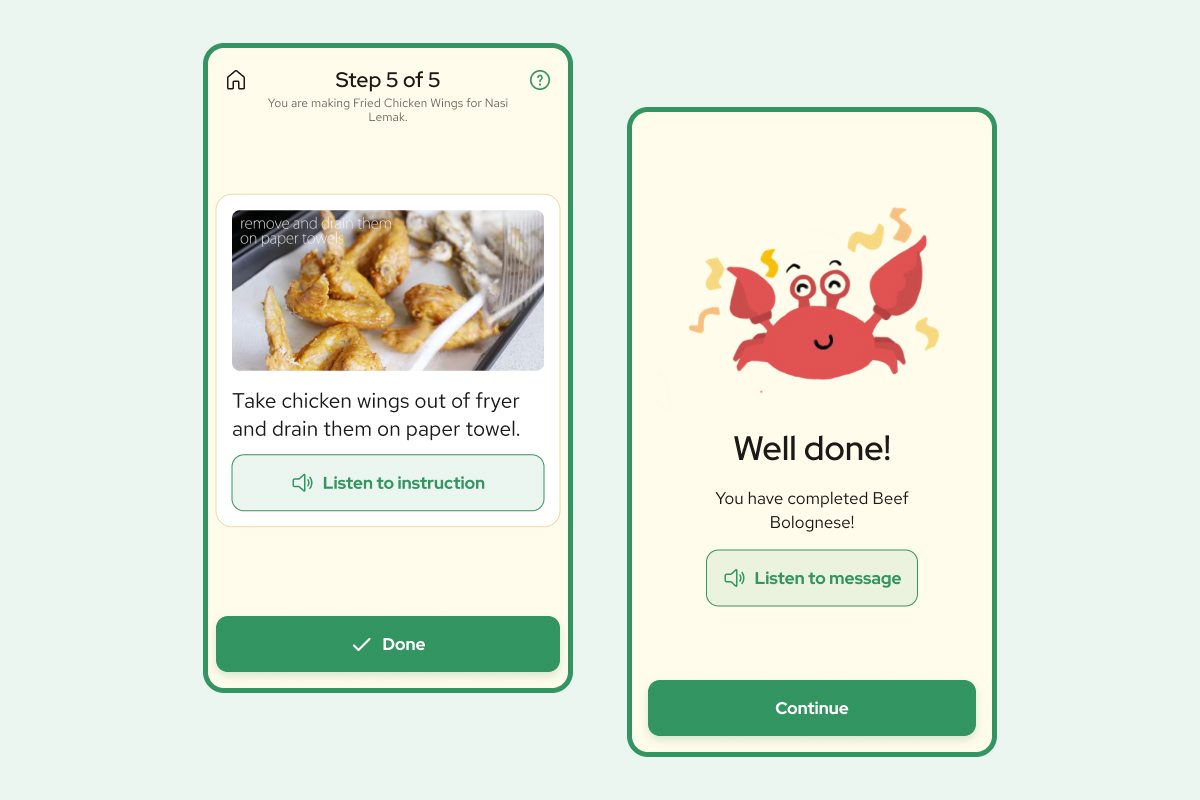 Step 5 of 5
You are making Fried Chicken Wings for Nasi
Lemak.
remove and drain them
on paper towels
Take chicken wings out of fryer
and drain them on paper towel.
Listen to instruction
Done
Well done!
You have completed Beef
Bolognese!
Listen to message
Continue